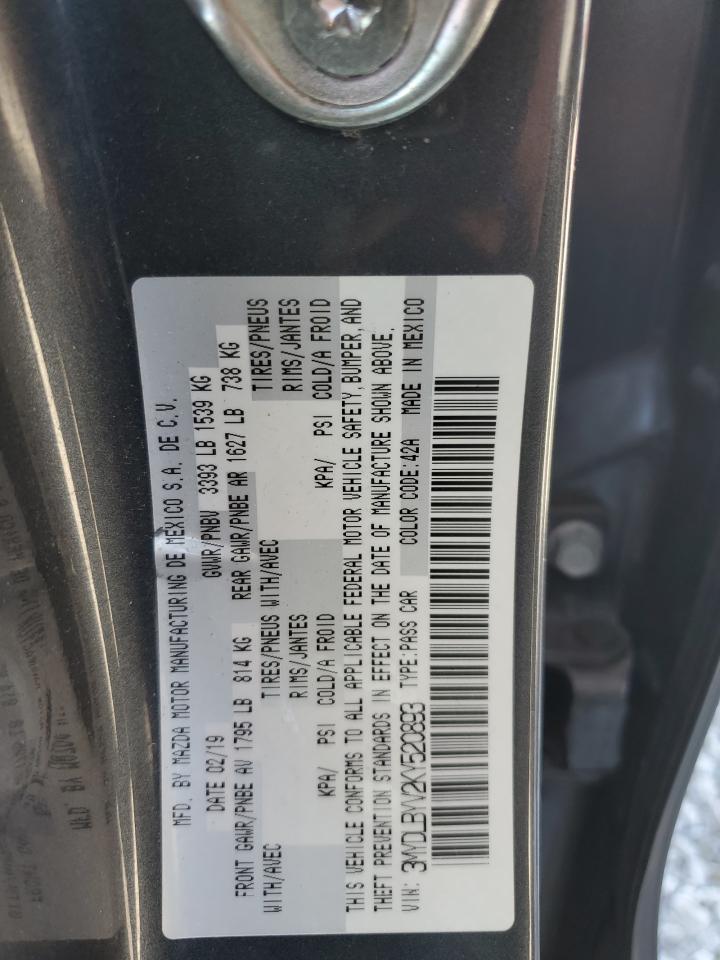 MFD. BY MAZDA MOTOR MANUFACTURING DE MEXICO S.A. DE C.V.
DATE 02/19 GVWR/PNBV 3393 LB 1539 KG
FRONT GAWR/PNBE AV 1795 LB 814 KG REAR GAWR/PNBE AR 1627 LB 738 KG
WITH/AVEC TIRES/PNEUS WITH/AVEC TIRES/PNEUS
RIMS/JANTES RIMS/JANTES
KPA/ PSI COLD/A FROID KPA/ PSI COLD/A FROID
THIS VEHICLE CONFORMS TO ALL APPLICABLE FEDERAL MOTOR VEHICLE SAFETY, BUMPER, AND
THEFT PREVENTION STANDARDS IN EFFECT ON THE DATE OF MANUFACTURE SHOWN ABOVE.
VIN: 3MYDLBYV2KY520893 TYPE:PASS CAR COLOR CODE:42A MADE IN MEXICO